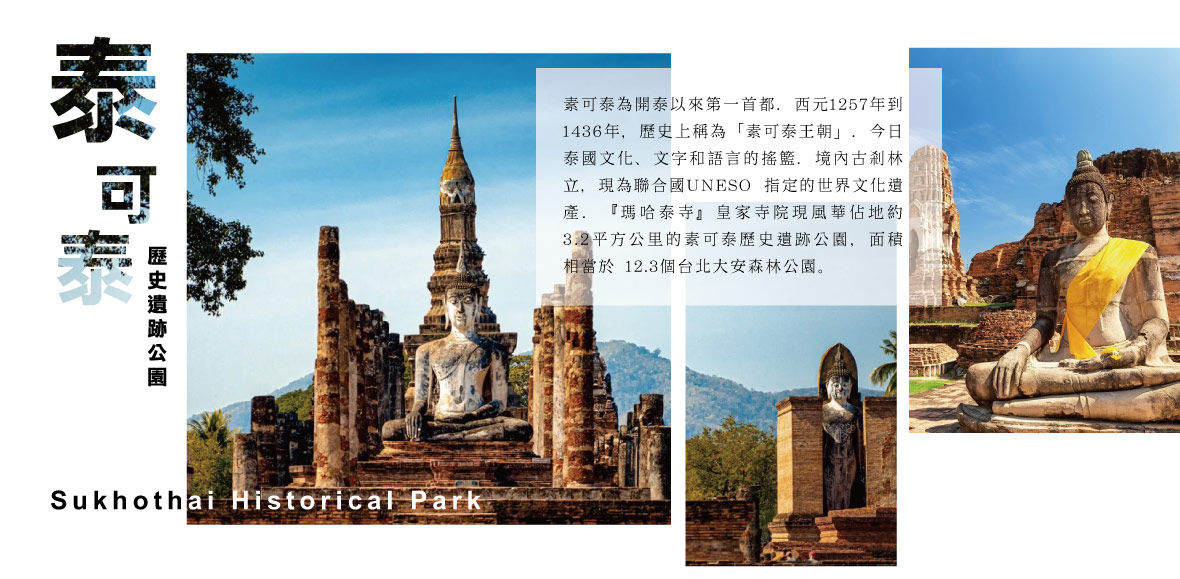 泰
可
泰
歷史遺跡公園
素可泰為開泰以來第一首都．西元1257年到
1436年，歷史上稱為「素可泰王朝」．今日
泰國文化、文字和語言的搖籃．境內古剎林
立，現為聯合國UNESO 指定的世界文化遺
產．『瑪哈泰寺』皇家寺院現風華佔地約
3.2平方公里的素可泰歷史遺跡公園，面積
相當於 12.3個台北大安森林公園。
Sukhothai Historical Park